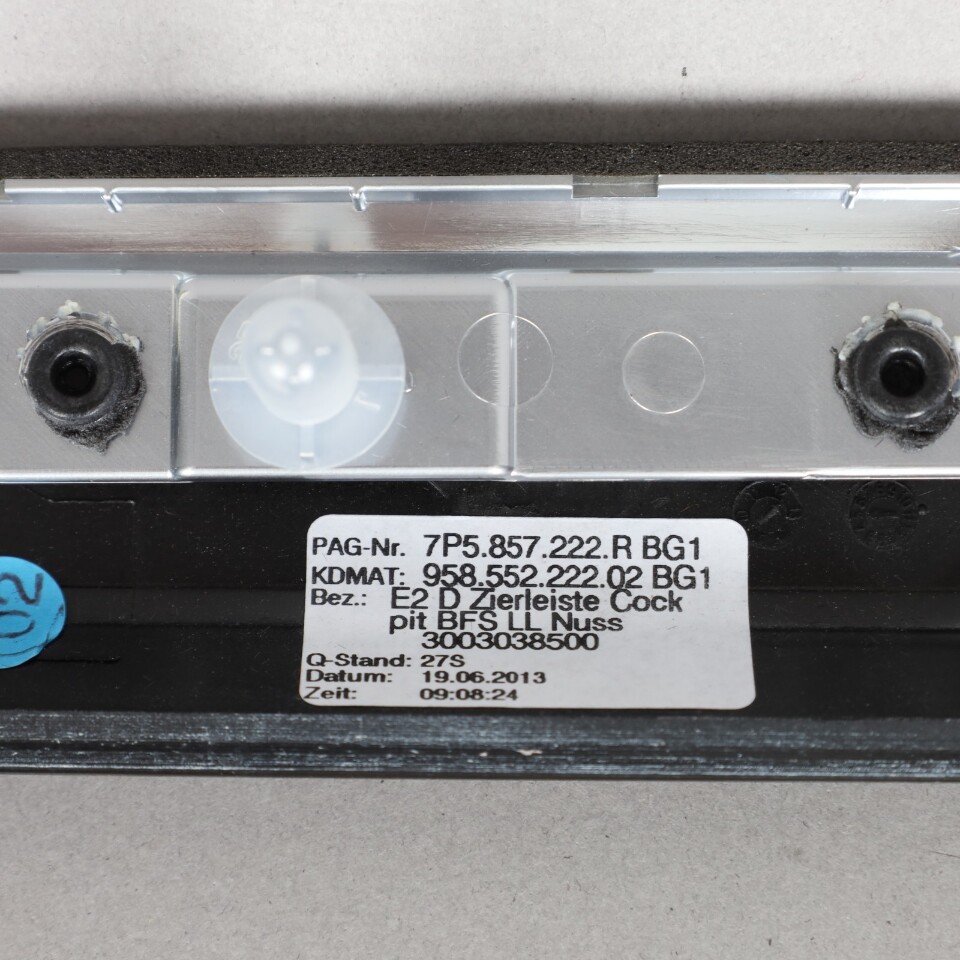 PAG-Nr. 7P5.857.222.R BG1
KDMAT: 958.552.222.02 BG1
Bez.: E2 D Zierleiste Cock
pit BFS LL Nuss
3003038500
Q-Stand: 27S
Datum: 19.06.2013
Zeit: 09:08:24
02